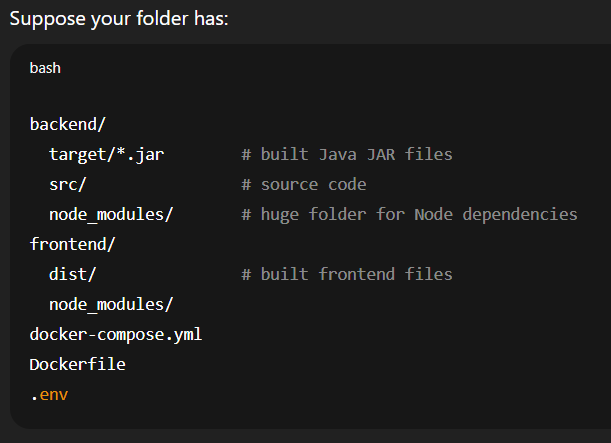 Suppose your folder has:
bash
backend/
target/*.jar # built Java JAR files
src/ # source code
node_modules/ # huge folder for Node dependencies
frontend/
dist/ # built frontend files
node_modules/
docker-compose.yml
Dockerfile
.env